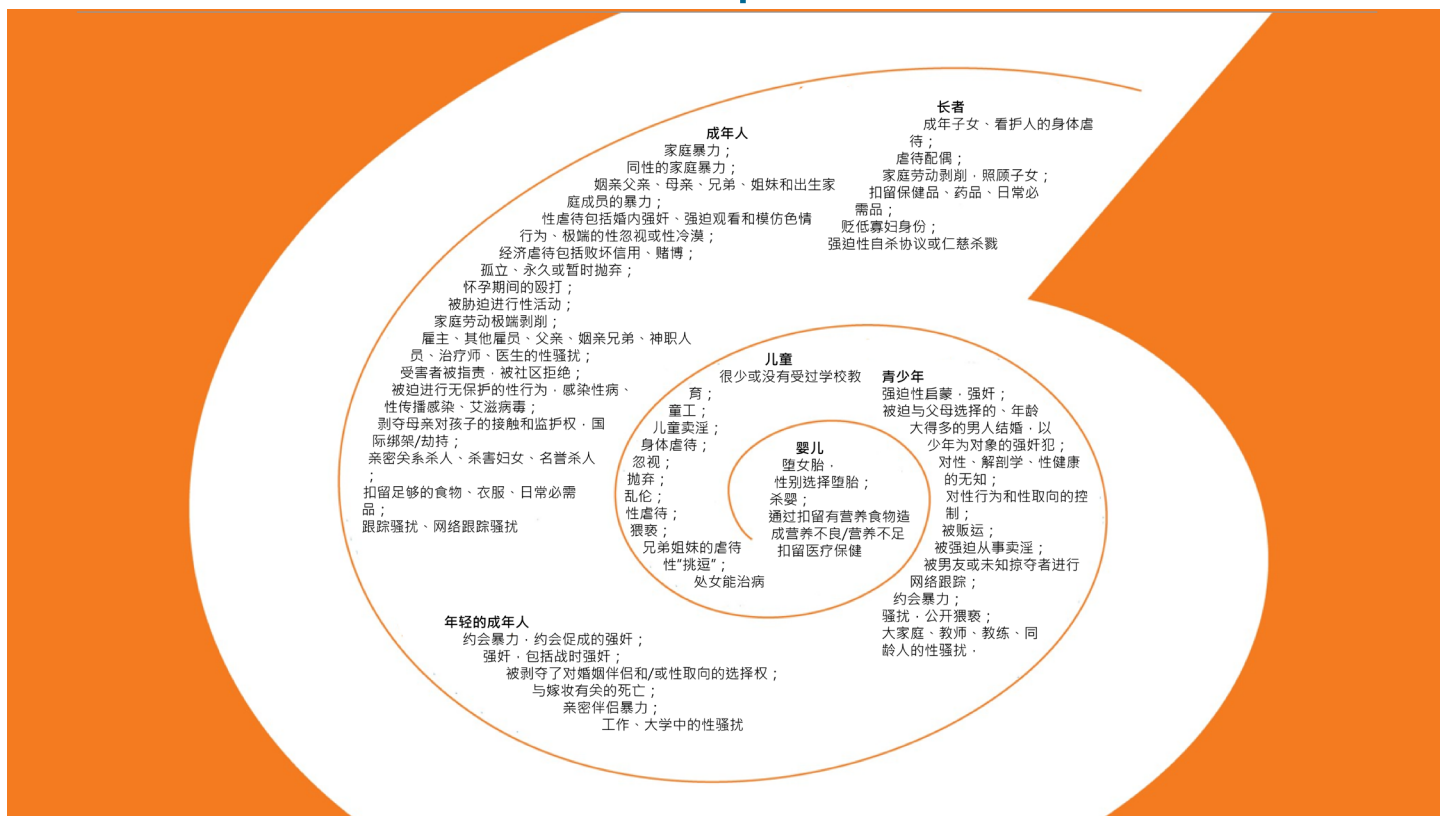 长者
成年子女、看护人的身体虐
待；
虐待配偶；
家庭劳动剥削，照顾子女；
扣留保健品、药品、日常必
需品；
贬低寡妇身份；
强迫性自杀协议或仁慈杀戮
成年人
家庭暴力；
同性的家庭暴力；
姻亲父亲、母亲、兄弟、姐妹和出生家
庭成员的暴力；
性虐待包括婚内强奸、强迫观看和模仿色情
行为、极端的性忽视或性冷漠；
经济虐待包括败坏信用、赌博；
孤立、永久或暂时抛弃；
怀孕期间的殴打；
被胁迫进行性活动；
家庭劳动极端剥削；
雇主、其他雇员、父亲、姻亲兄弟、神职人
员、治疗师、医生的性骚扰；
受害者被指责，被社区拒绝；
被迫进行无保护的性行为，感染性病、
性传播感染、艾滋病毒；
剥夺母亲对孩子的接触和监护权，国
际绑架/劫持；
亲密关系杀人、杀害妇女、名誉杀人
；
扣留足够的食物、衣服、日常必需
品；
跟踪骚扰、网络跟踪骚扰
儿童
很少或没有受过学校教
育；
童工；
儿童卖淫；
身体虐待；
忽视；
抛弃；
乱伦；
性虐待；
猥亵；
兄弟姐妹的虐待
性"挑逗"；
处女能治病
婴儿
堕女胎，
性别选择堕胎；
杀婴；
通过扣留有营养食物造
成营养不良/营养不足
扣留医疗保健
青少年
强迫性启蒙，强奸；
被迫与父母选择的、年龄
大得多的男人结婚，以
少年为对象的强奸犯；
对性、解剖学、性健康
的无知；
对性行为和性取向的控
制；
被贩运；
被强迫从事卖淫；
被男友或未知掠夺者进行
网络跟踪；
约会暴力；
骚扰，公开猥亵；
大家庭、教师、教练、同
龄人的性骚扰，
年轻的成年人
约会暴力，约会促成的强奸；
强奸，包括战时强奸；
被剥夺了对婚姻伴侣和/或性取向的选择权；
与嫁妆有关的死亡；
亲密伴侣暴力；
工作、大学中的性骚扰